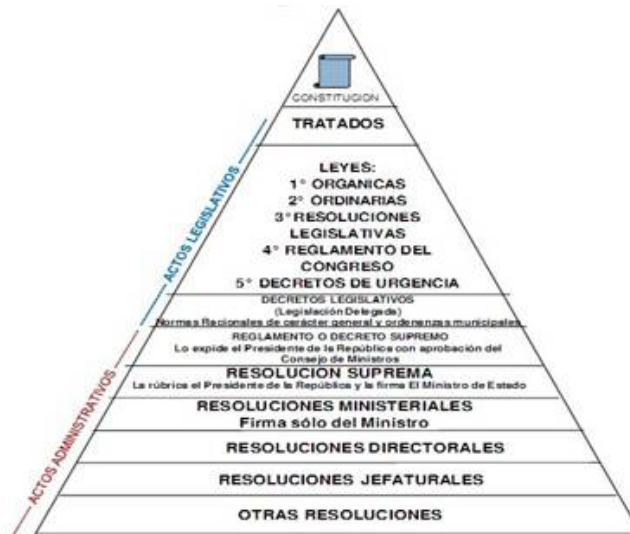 CONSTITUCION
TRATADOS
LEYES:
1° ORGANICAS
2° ORDINARIAS
3° RESOLUCIONES
LEGISLATIVAS
4° REGLAMENTO DEL
CONGRESO
5° DECRETOS DE URGENCIA
DECRETOS LEGISLATIVOS
(Legislación Delegada)
Normas Racionales de carácter general y ordenanzas municipales
REGLAMENTO O DECRETO SUPREMO
Lo expide el Presidente de la República con aprobación del
Consejo de Ministros
RESOLUCION SUPREMA
La rúbrica el Presidente de la República y la firma El Ministro de Estado
RESOLUCIONES MINISTERIALES
Firma sólo del Ministro
RESOLUCIONES DIRECTORALES
RESOLUCIONES JEFATURALES
OTRAS RESOLUCIONES
ACTOS LEGISLATIVOS
ACTOS ADMINISTRATIVOS